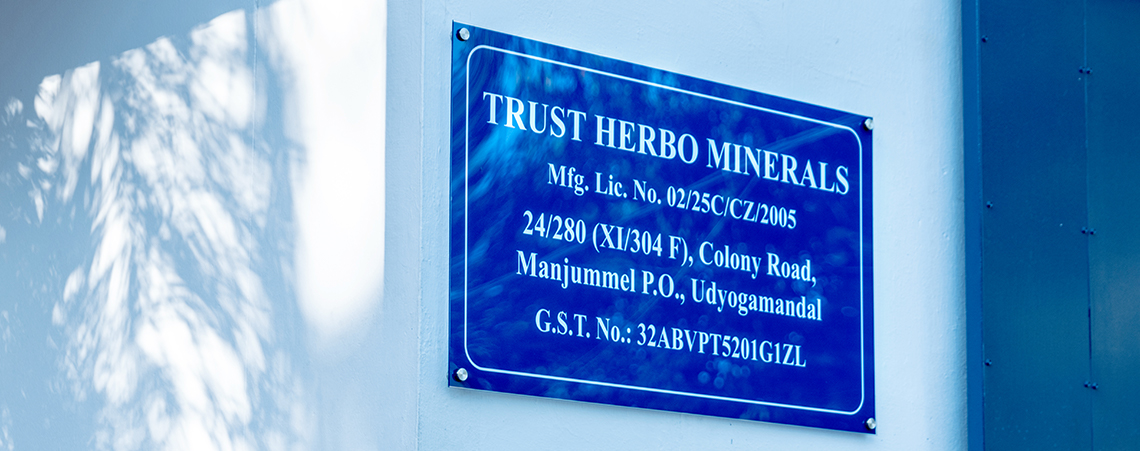 TRUST HERBO MINERALS
Mfg. Lic. No. 02/25C/CZ/2005
24/280 (XI/304 F), Colony Road,
Manjummel P.O., Udyogamandal
G.S.T. No.: 32ABVPT5201G1ZL